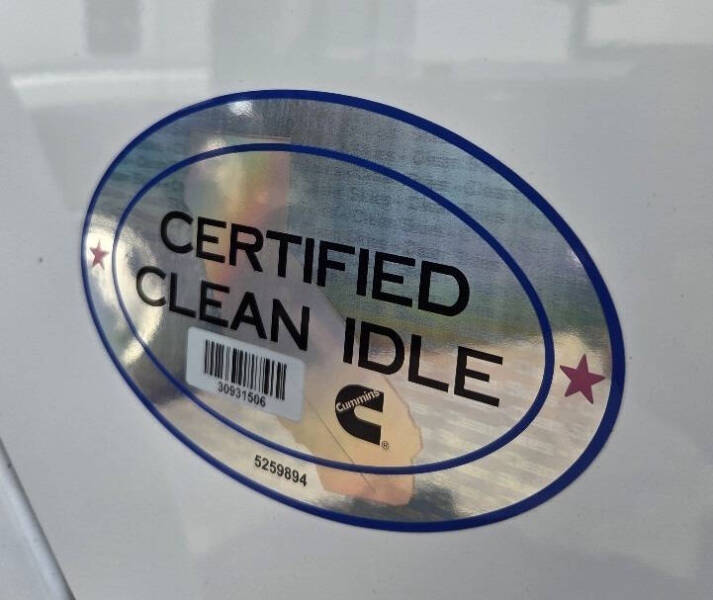 CERTIFIED
CLEAN IDLE
30931506
Cummins
®
5259894